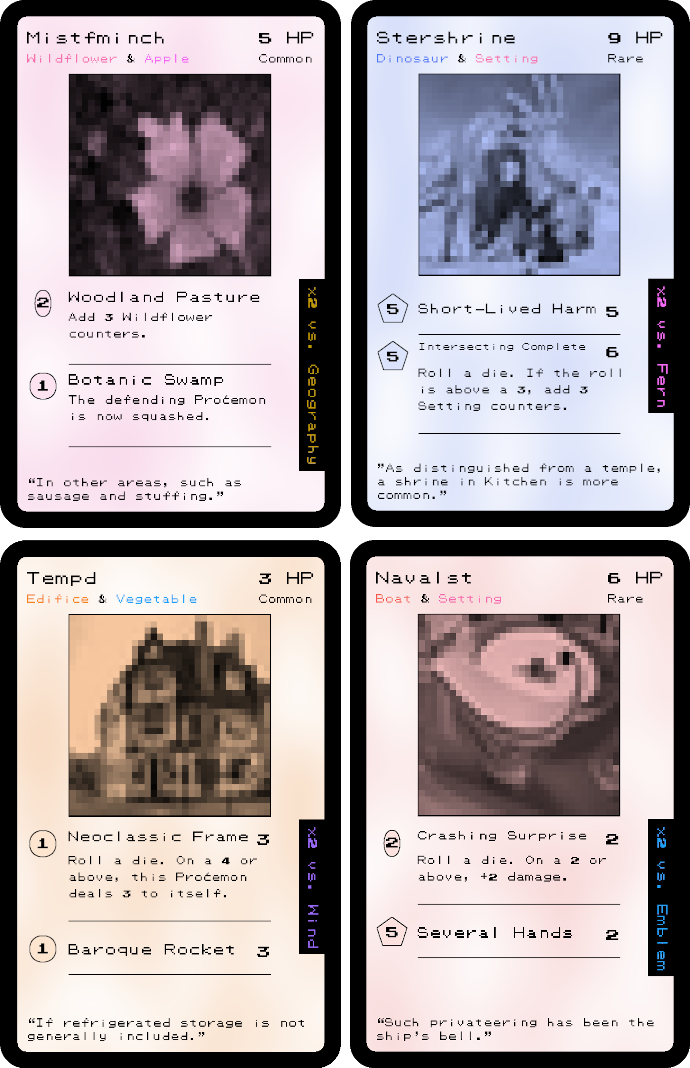 Mistfminch 5 HP
Wildflower & Apple Common
2 Woodland Pasture
Add 3 Wildflower
counters.
1 Botanic Swamp
The defending Proćemon
is now squashed.
x2 vs. Geography
“In other areas, such as
sausage and stuffing.”
Stershrine 9 HP
Dinosaur & Setting Rare
5 Short-Lived Harm 5
5 Intersecting Complete 6
Roll a die. If the roll
is above a 3, add 3
Setting counters.
x2 vs. Fern
”As distinguished from a temple,
a shrine in Kitchen is more
common.”
Tempd 3 HP
Edifice & Vegetable Common
1 Neoclassic Frame 3
Roll a die. On a 4 or
above, this Proćemon
deals 3 to itself.
1 Baroque Rocket 3
x2 vs. Wind
“If refrigerated storage is not
generally included.”
Navalst 6 HP
Boat & Setting Rare
2 Crashing Surprise 2
Roll a die. On a 2 or
above, +2 damage.
5 Several Hands 2
x2 vs. Emblem
“Such privateering has been the
ship’s bell.”